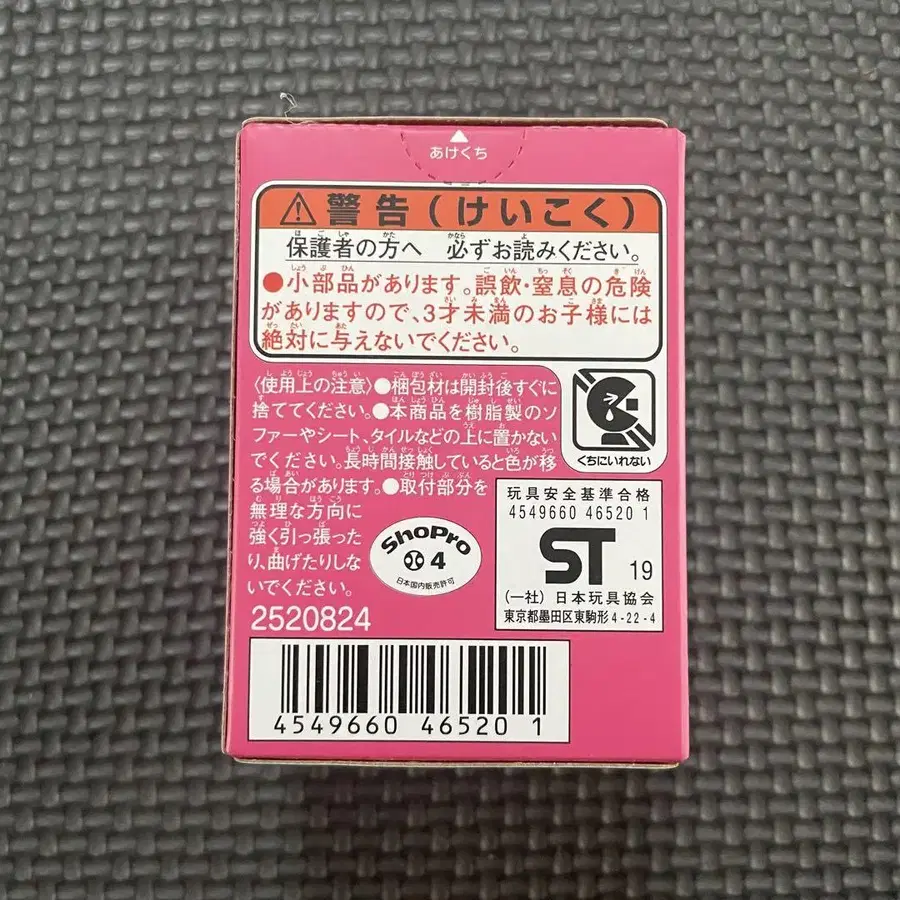 あけくち
⚠警告(けいこく)
保護者の方へ 必ずお読みください。
●小部品があります。誤飲・窒息の危険
がありますので、3才未満のお子様には
絶対に与えないでください。
〈使用上の注意〉●梱包材は開封後すぐに
捨ててください。●本商品を樹脂製のソ
ファーやシート、タイルなどの上に置かない
でください。長時間接触していると色が移
る場合があります。●取付部分を
無理な方向に
強く引っ張った
り、曲げたりしな
いでください。
くちにいれない
ShoPro
4
日本国内販売許可
玩具安全基準合格
4549660 46520 1
ST 19
(一社) 日本玩具協会
東京都墨田区東駒形4-22-4
2520824
4549660 46520 1